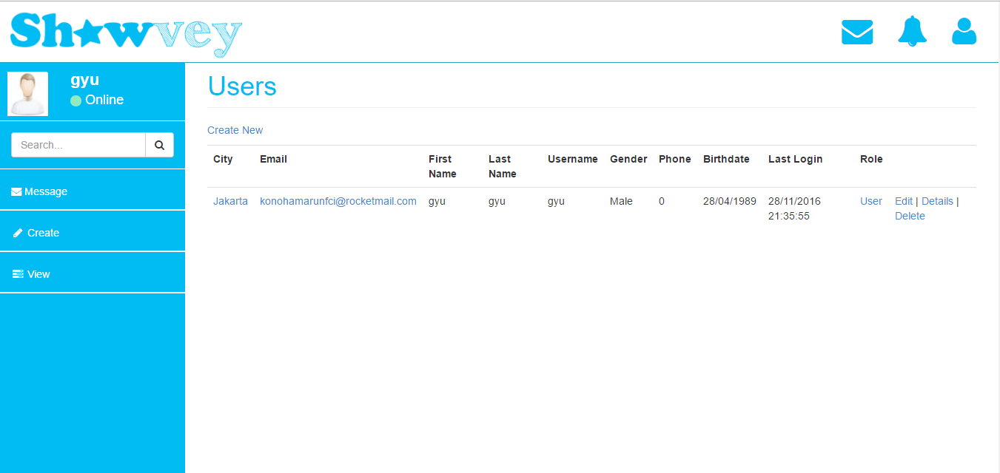 Showvey
gyu
Online
Search...
Message
Create
View
Users
Create New
City Email First Name Last Name Username Gender Phone Birthdate Last Login Role
Jakarta konohamarunfci@rocketmail.com gyu gyu gyu Male 0 28/04/1989 28/11/2016 21:35:55 User Edit | Details | Delete